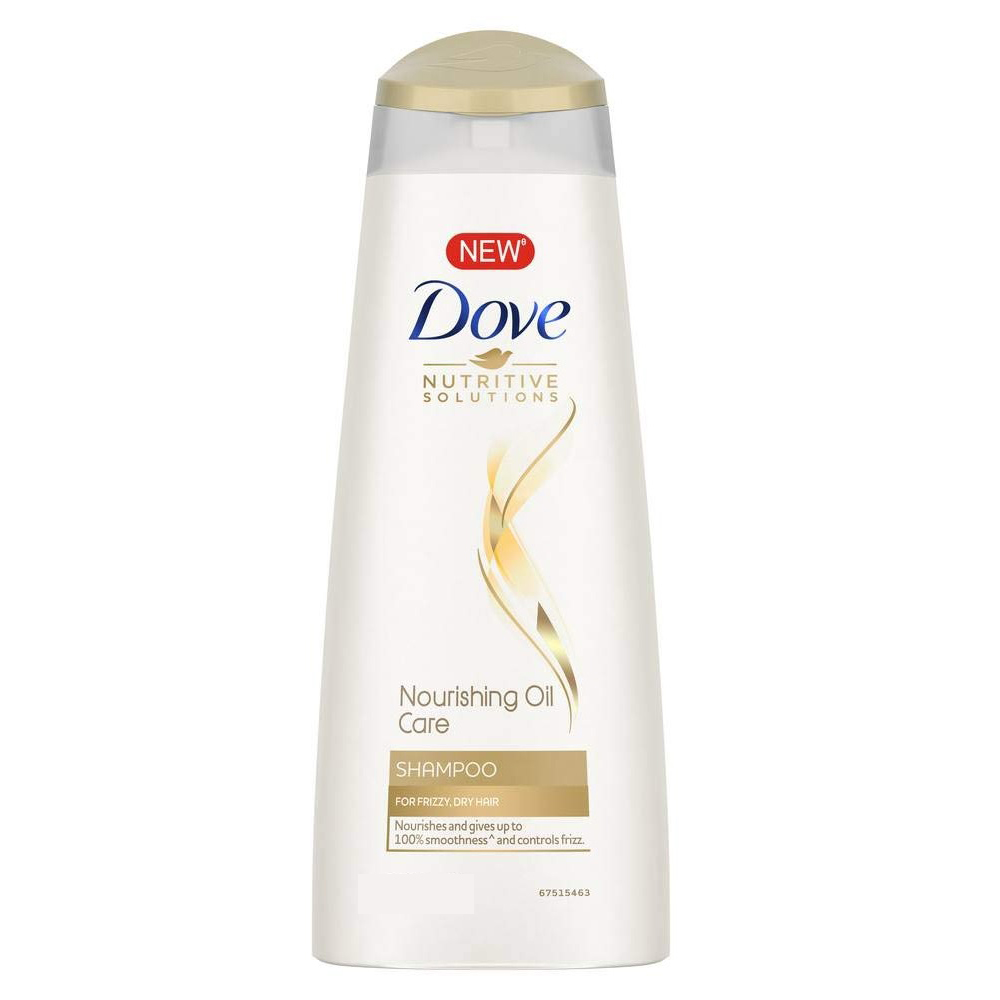 NEWθ
Dove
NUTRITIVE
SOLUTIONS
Nourishing Oil
Care
SHAMPOO
FOR FRIZZY, DRY HAIR
Nourishes and gives up to
100% smoothness^ and controls frizz.
67515463